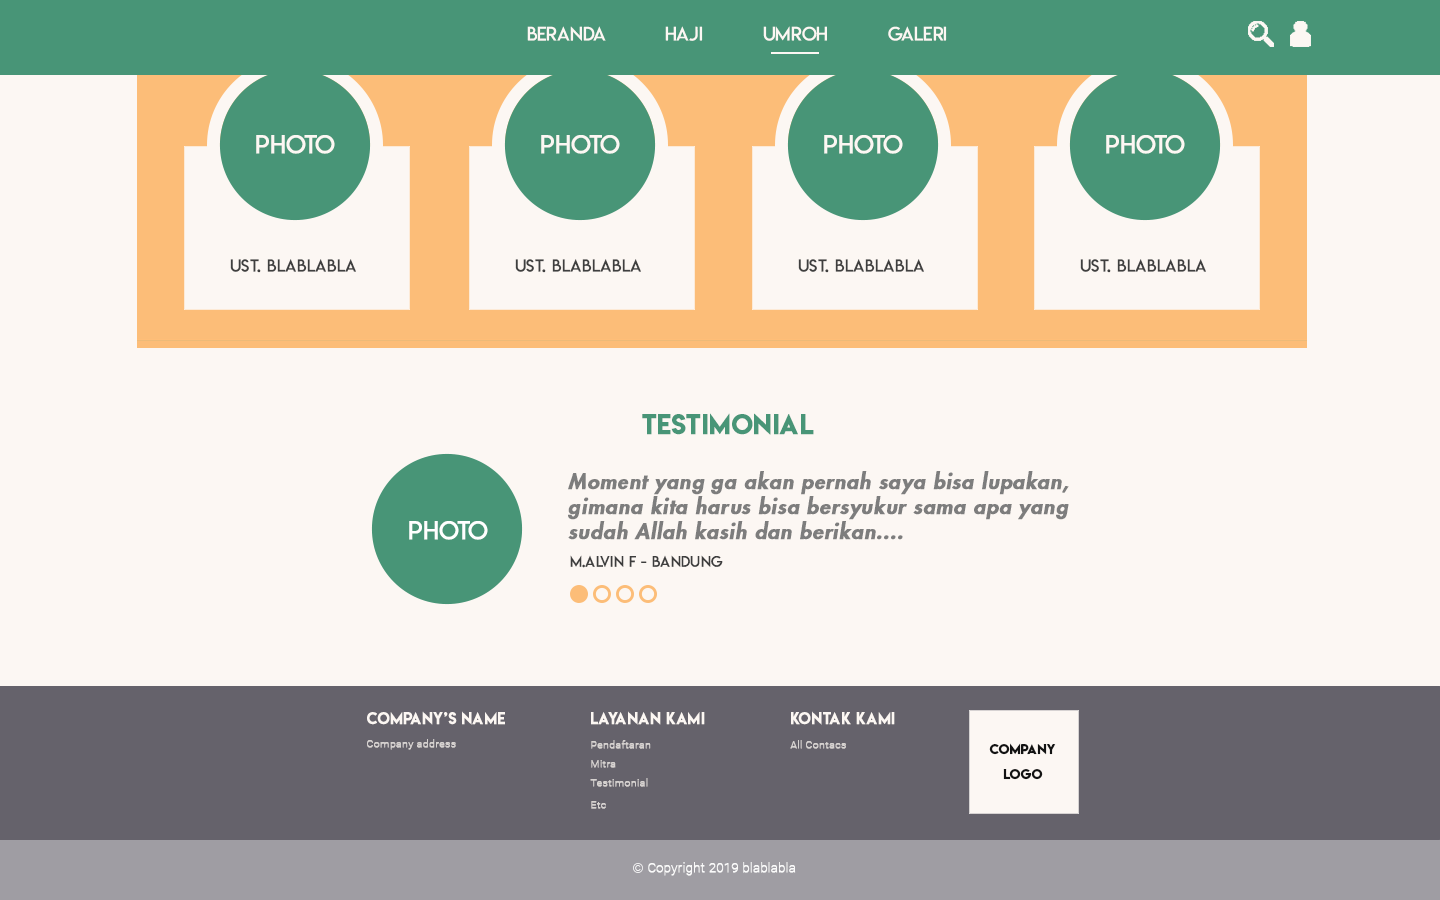 BERANDA HAJI UMROH GALERI
PHOTO PHOTO PHOTO PHOTO
UST. BLABLABLA UST. BLABLABLA UST. BLABLABLA UST. BLABLABLA
TESTIMONIAL
PHOTO
Moment yang ga akan pernah saya bisa lupakan,
gimana kita harus bisa bersyukur sama apa yang
sudah Allah kasih dan berikan....
M.ALVIN F - BANDUNG
COMPANY'S NAME
Company address
LAYANAN KAMI
Pendaftaran
Mitra
Testimonial
Etc
KONTAK KAMI
All Contacs
COMPANY
LOGO
© Copyright 2019 blablabla